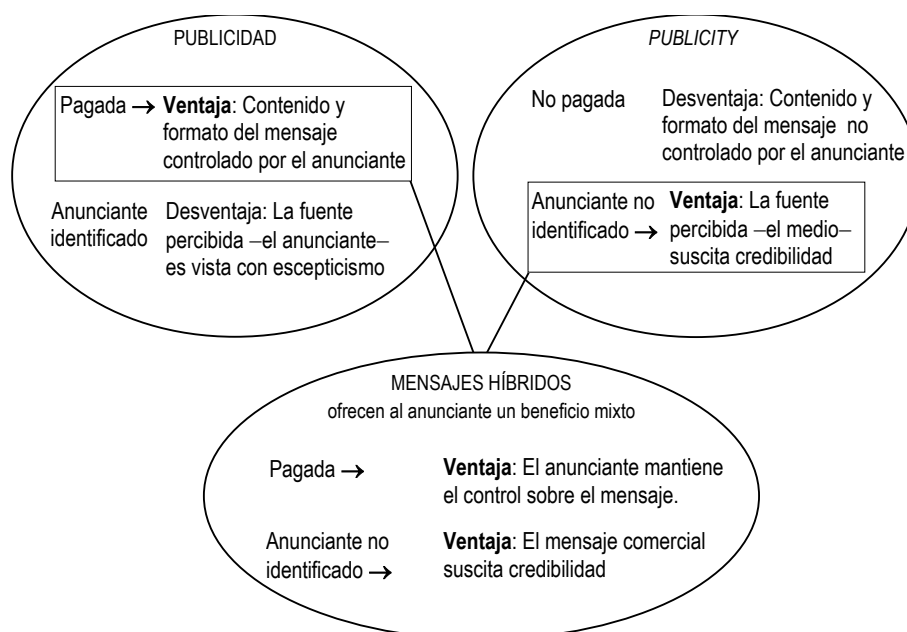 PUBLICIDAD
Pagada → Ventaja: Contenido y
formato del mensaje
controlado por el anunciante
Anunciante Desventaja: La fuente
identificado percibida –el anunciante–
es vista con escepticismo
PUBLICITY
No pagada Desventaja: Contenido y
formato del mensaje no
controlado por el anunciante
Anunciante no Ventaja: La fuente
identificado → percibida –el medio–
suscita credibilidad
MENSAJES HÍBRIDOS
ofrecen al anunciante un beneficio mixto
Pagada → Ventaja: El anunciante mantiene
el control sobre el mensaje.
Anunciante no Ventaja: El mensaje comercial
identificado → suscita credibilidad